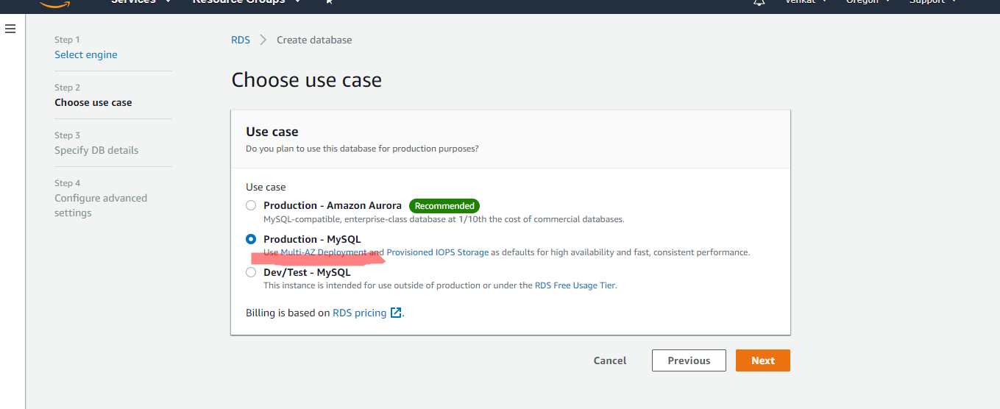 Services Resource Groups Venkat Oregon Support
Step 1
Select engine
Step 2
Choose use case
Step 3
Specify DB details
Step 4
Configure advanced
settings
RDS Create database
Choose use case
Use case
Do you plan to use this database for production purposes?
Use case
Production - Amazon Aurora Recommended
MySQL-compatible, enterprise-class database at 1/10th the cost of commercial databases.
Production - MySQL
Use Multi-AZ Deployment and Provisioned IOPS Storage as defaults for high availability and fast, consistent performance.
Dev/Test - MySQL
This instance is intended for use outside of production or under the RDS Free Usage Tier.
Billing is based on RDS pricing .
Cancel Previous Next